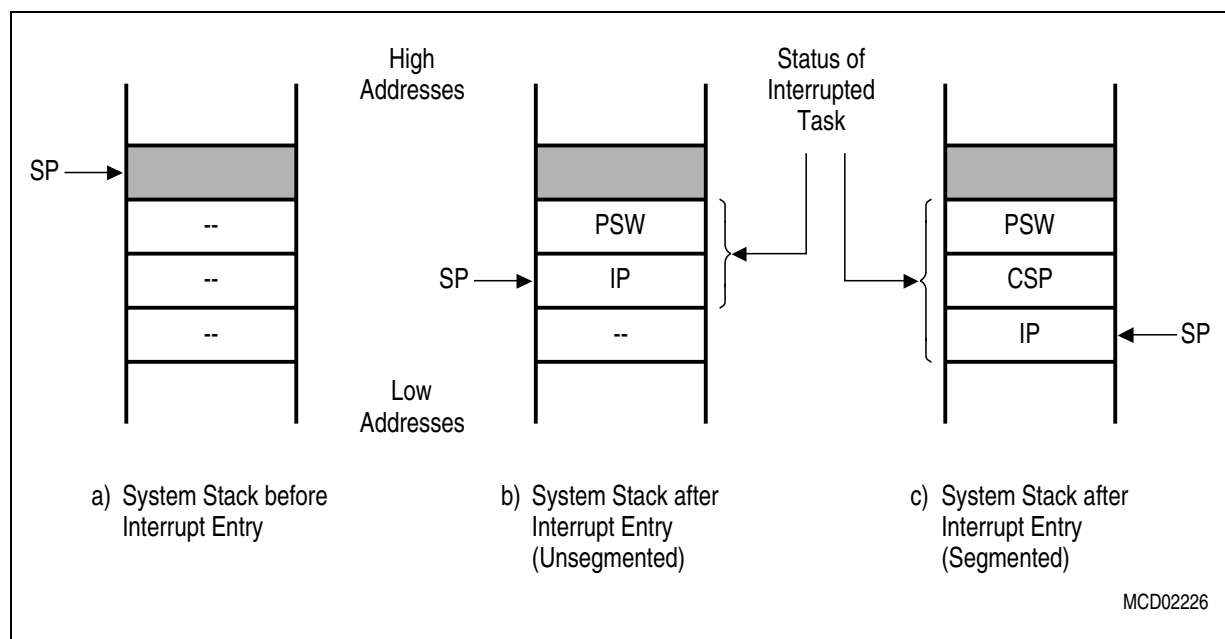 High
Addresses
Status of
Interrupted
Task
SP
--
--
--
PSW
SP
IP
--
PSW
CSP
IP
SP
Low
Addresses
a) System Stack before
Interrupt Entry
b) System Stack after
Interrupt Entry
(Unsegmented)
c) System Stack after
Interrupt Entry
(Segmented)
MCD02226